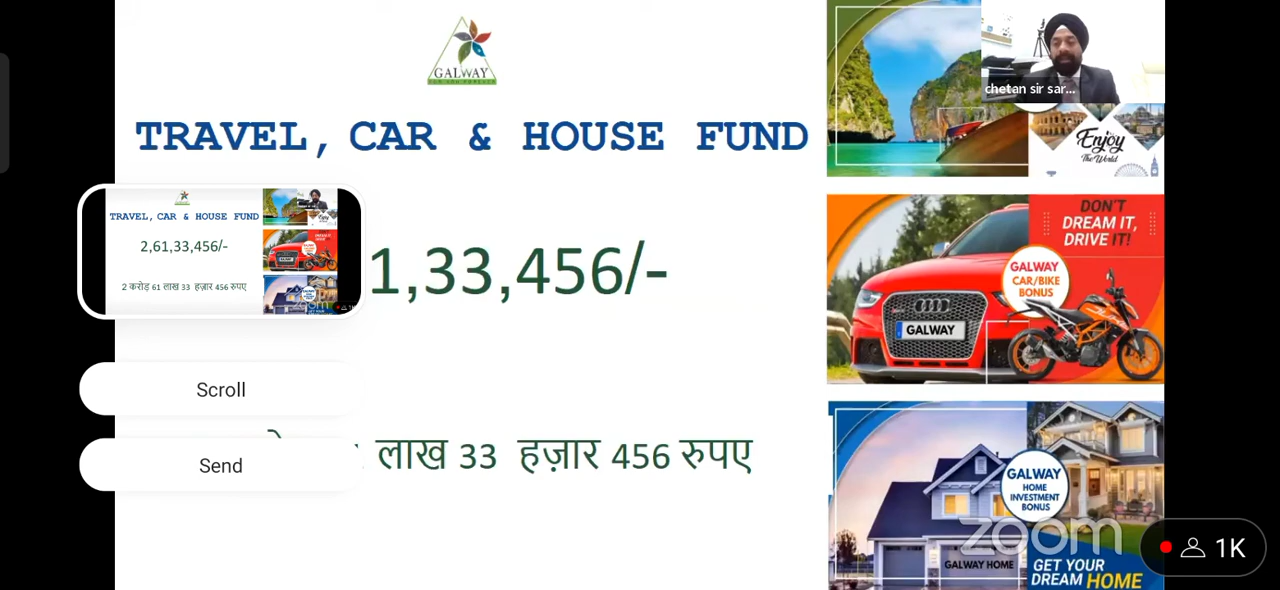 GALWAY
TRAVEL, CAR & HOUSE FUND
1,33,456/-
लाख 33 हज़ार 456 रुपए
TRAVEL, CAR & HOUSE FUND
2,61,33,456/-
2 करोड़ 61 लाख 33 हज़ार 456 रुपए
Scroll
Send
chetan sir sar...
Enjoy
The World
DON'T
DREAM IT,
DRIVE IT!
GALWAY
CAR/BIKE
BONUS
GALWAY
GALWAY
HOME
INVESTMENT
BONUS
GALWAY HOME
GET YOUR
DREAM HOME
zoom
1K